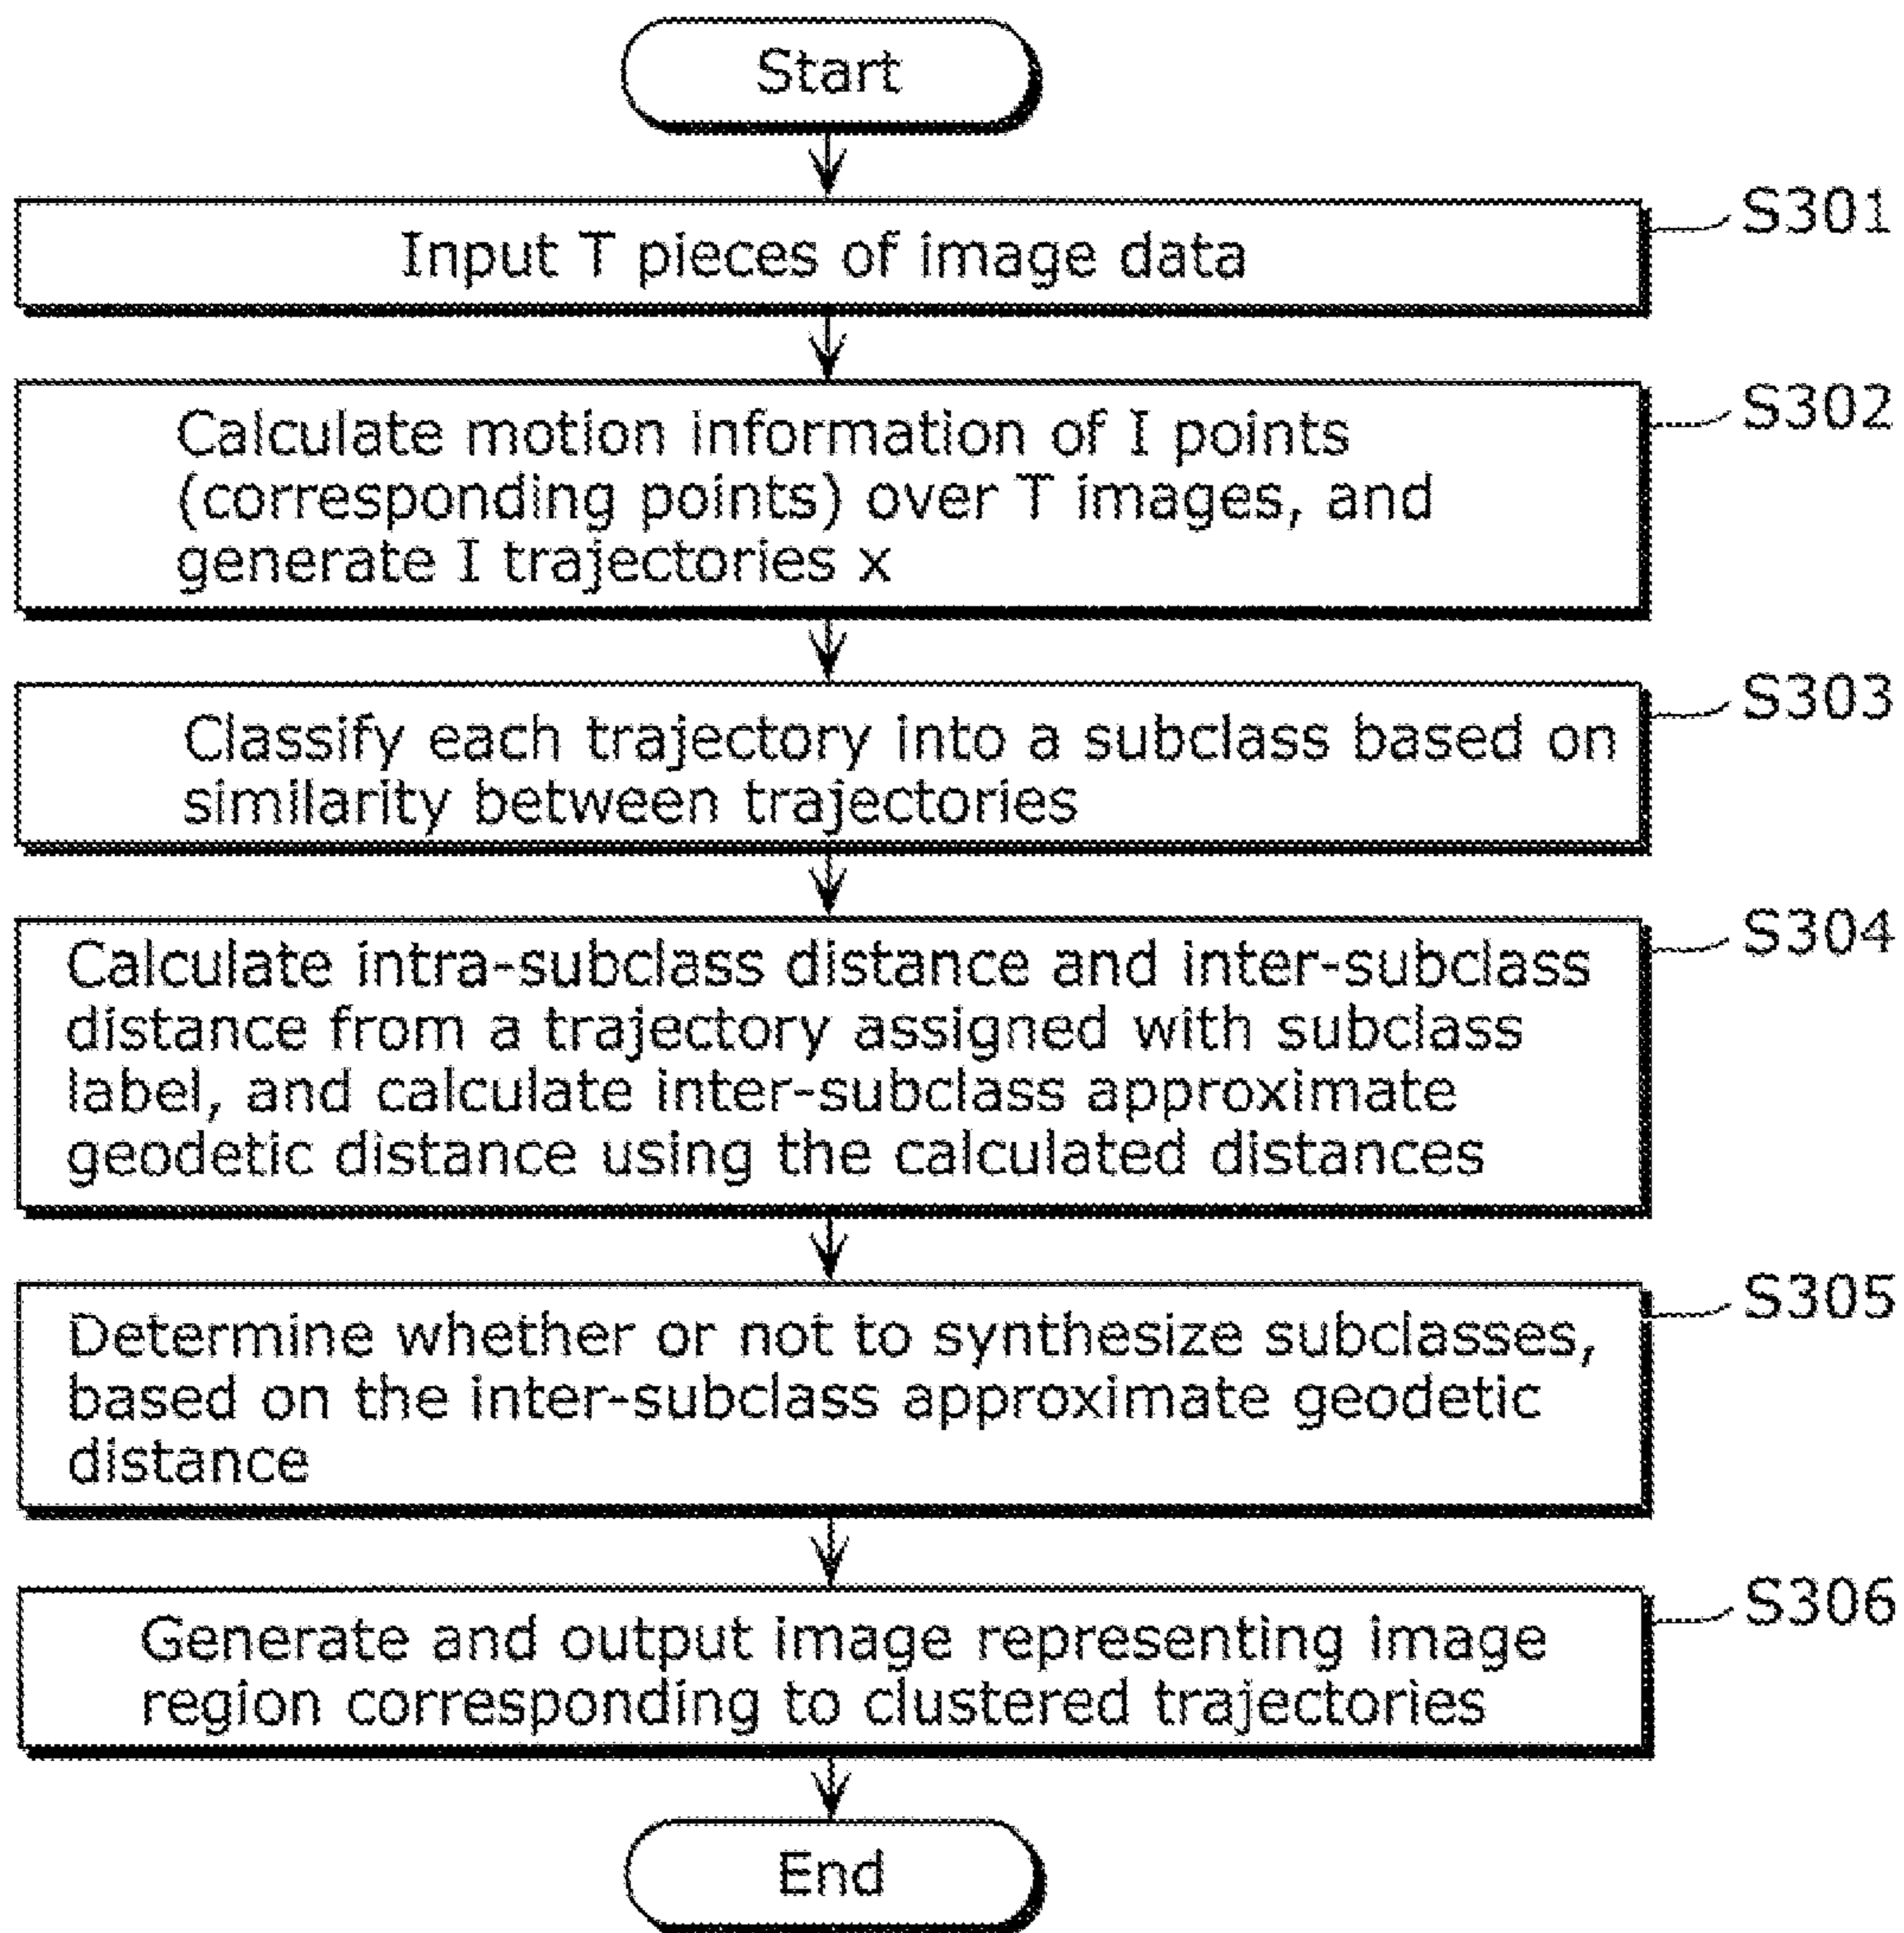 Start
S301
Input T pieces of image data
S302
Calculate motion information of I points
(corresponding points) over T images, and
generate I trajectories x
S303
Classify each trajectory into a subclass based on
similarity between trajectories
S304
Calculate intra-subclass distance and inter-subclass
distance from a trajectory assigned with subclass
label, and calculate inter-subclass approximate
geodetic distance using the calculated distances
S305
Determine whether or not to synthesize subclasses,
based on the inter-subclass approximate geodetic
distance
S306
Generate and output image representing image
region corresponding to clustered trajectories
End